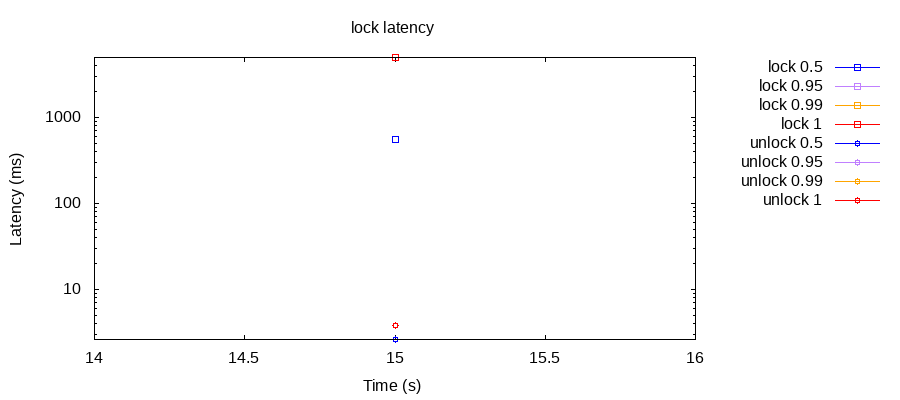 lock latency
lock 0.5
lock 0.95
lock 0.99
lock 1
unlock 0.5
unlock 0.95
unlock 0.99
unlock 1
Latency (ms)
1000
100
10
14 14.5 15 15.5 16
Time (s)